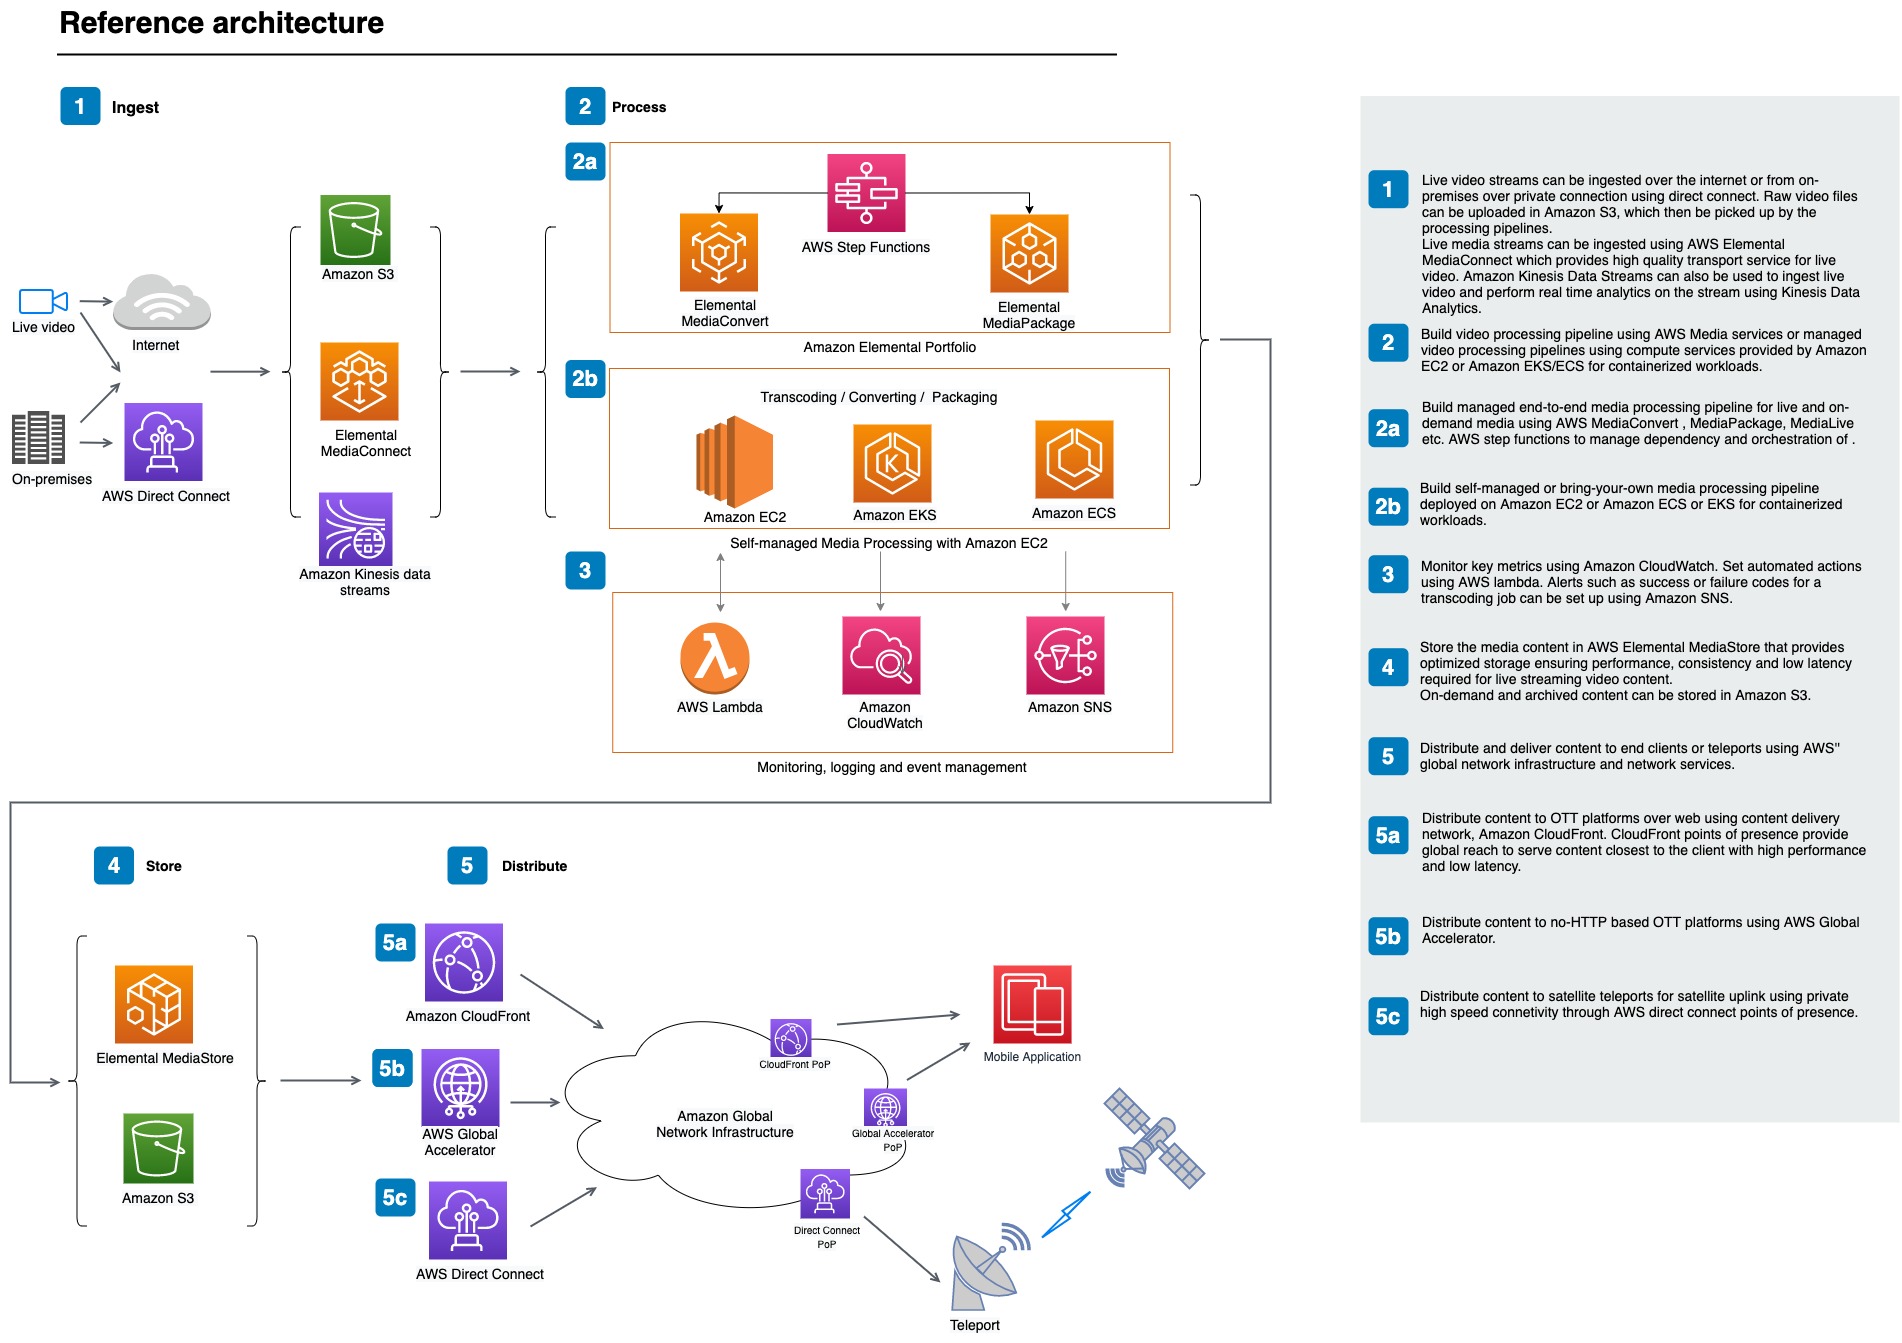 Reference architecture
1 Ingest
Live video
Internet
On-premises
AWS Direct Connect
Amazon S3
Elemental
MediaConnect
Amazon Kinesis data
streams
2 Process
2a
AWS Step Functions
Elemental
MediaConvert
Elemental
MediaPackage
Amazon Elemental Portfolio
2b
Transcoding / Converting / Packaging
Amazon EC2
Amazon EKS
Amazon ECS
Self-managed Media Processing with Amazon EC2
3
AWS Lambda
Amazon
CloudWatch
Amazon SNS
Monitoring, logging and event management
4 Store
Elemental MediaStore
Amazon S3
5 Distribute
5a
Amazon CloudFront
5b
AWS Global
Accelerator
5c
AWS Direct Connect
Amazon Global
Network Infrastructure
CloudFront PoP
Global Accelerator
PoP
Direct Connect
PoP
Mobile Application
Teleport
1
Live video streams can be ingested over the internet or from on-
premises over private connection using direct connect. Raw video files
can be uploaded in Amazon S3, which then be picked up by the
processing pipelines.
Live media streams can be ingested using AWS Elemental
MediaConnect which provides high quality transport service for live
video. Amazon Kinesis Data Streams can also be used to ingest live
video and perform real time analytics on the stream using Kinesis Data
Analytics.
2
Build video processing pipeline using AWS Media services or managed
video processing pipelines using compute services provided by Amazon
EC2 or Amazon EKS/ECS for containerized workloads.
2a
Build managed end-to-end media processing pipeline for live and on-
demand media using AWS MediaConvert , MediaPackage, MediaLive
etc. AWS step functions to manage dependency and orchestration of .
2b
Build self-managed or bring-your-own media processing pipeline
deployed on Amazon EC2 or Amazon ECS or EKS for containerized
workloads.
3
Monitor key metrics using Amazon CloudWatch. Set automated actions
using AWS lambda. Alerts such as success or failure codes for a
transcoding job can be set up using Amazon SNS.
4
Store the media content in AWS Elemental MediaStore that provides
optimized storage ensuring performance, consistency and low latency
required for live streaming video content.
On-demand and archived content can be stored in Amazon S3.
5
Distribute and deliver content to end clients or teleports using AWS"
global network infrastructure and network services.
5a
Distribute content to OTT platforms over web using content delivery
network, Amazon CloudFront. CloudFront points of presence provide
global reach to serve content closest to the client with high performance
and low latency.
5b
Distribute content to no-HTTP based OTT platforms using AWS Global
Accelerator.
5c
Distribute content to satellite teleports for satellite uplink using private
high speed connetivity through AWS direct connect points of presence.